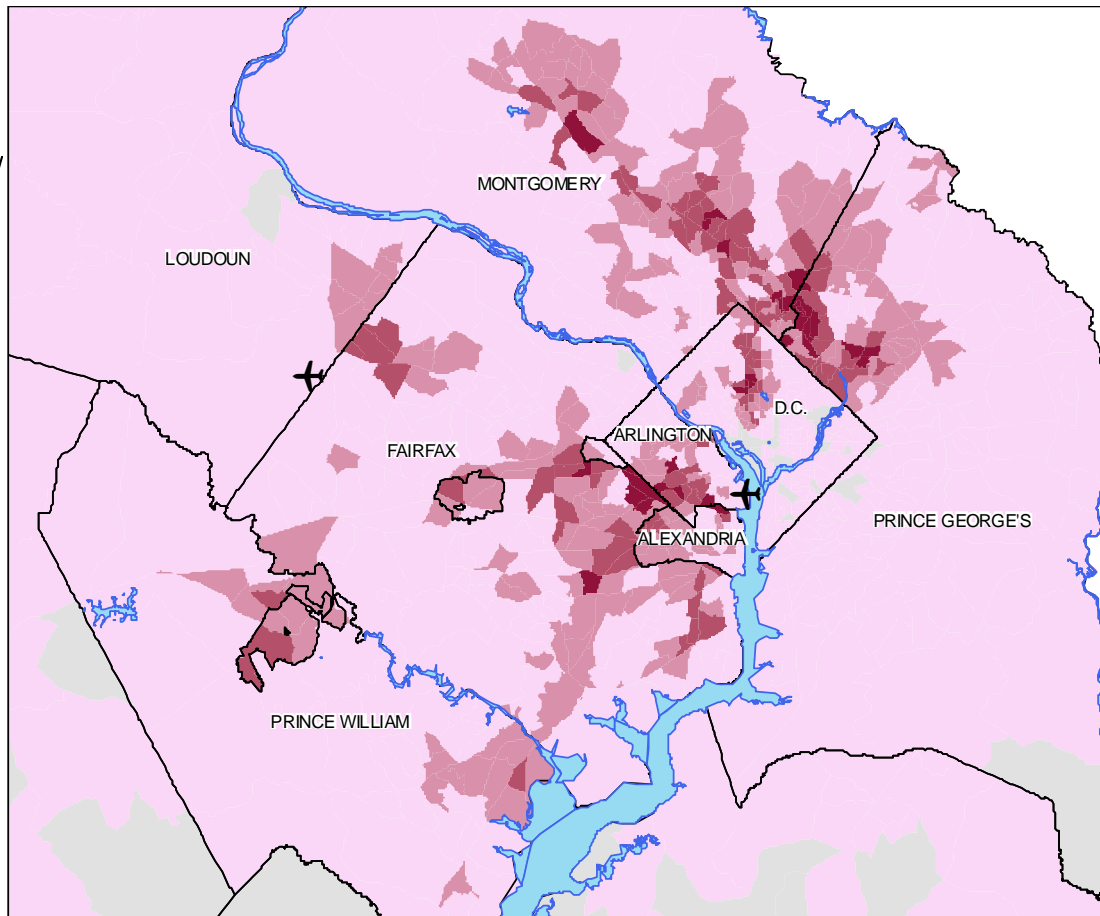 MONTGOMERY
LOUDOUN
D.C.
ARLINGTON
FAIRFAX
PRINCE GEORGE'S
ALEXANDRIA
PRINCE WILLIAM